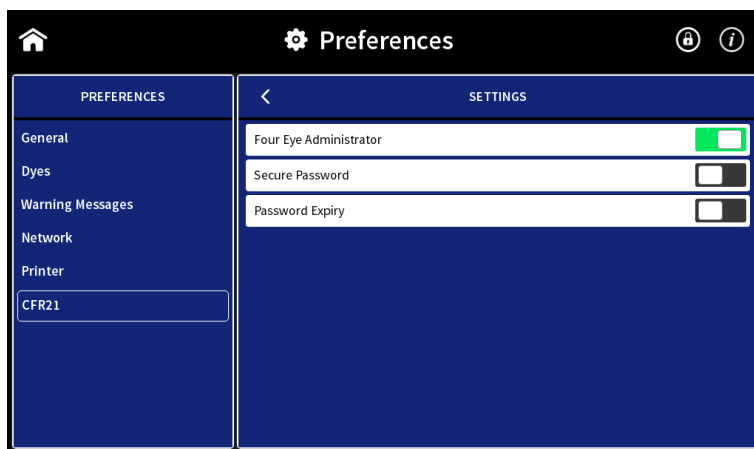 Preferences
PREFERENCES
General
Dyes
Warning Messages
Network
Printer
CFR21
SETTINGS
Four Eye Administrator
Secure Password
Password Expiry